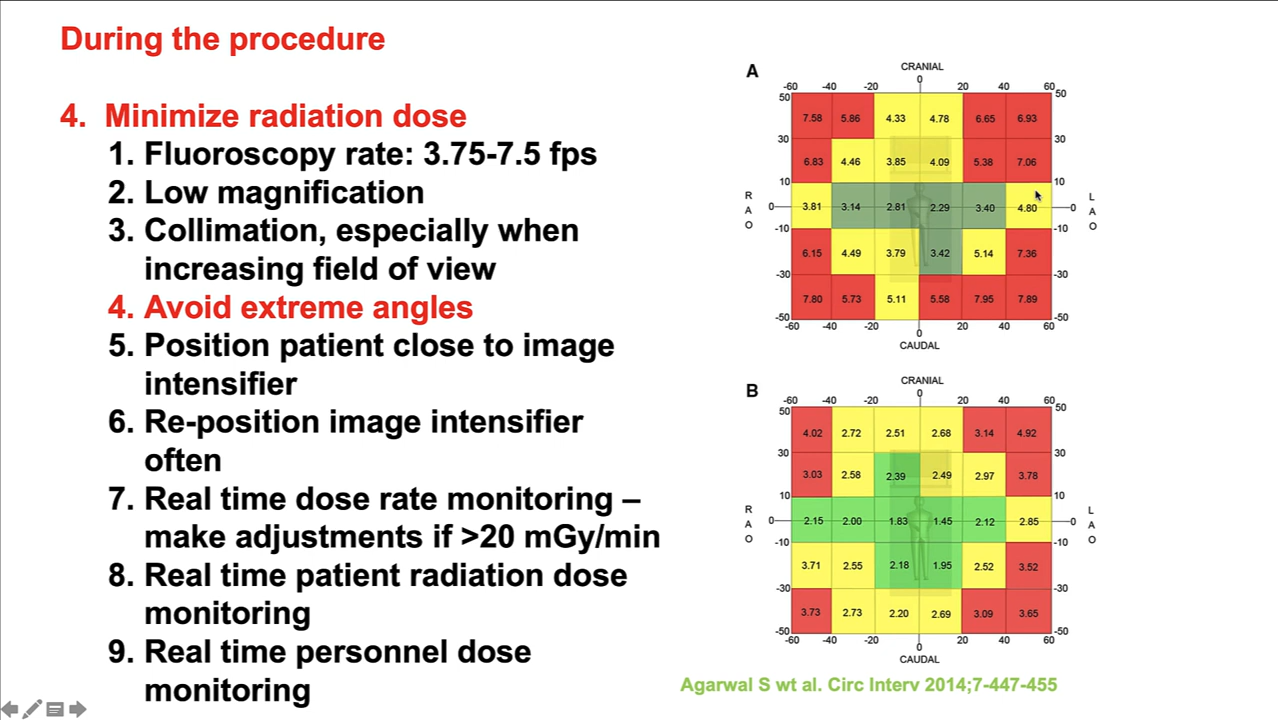 During the procedure
4. Minimize radiation dose
1. Fluoroscopy rate: 3.75-7.5 fps
2. Low magnification
3. Collimation, especially when
increasing field of view
4. Avoid extreme angles
5. Position patient close to image
intensifier
6. Re-position image intensifier
often
7. Real time dose rate monitoring –
make adjustments if >20 mGy/min
8. Real time patient radiation dose
monitoring
9. Real time personnel dose
monitoring
A
CRANIAL
-60 -40 -20 0 20 40 60
50 7.58 5.86 4.33 4.78 6.65 6.93 50
30 30
6.83 4.46 3.85 4.09 5.38 7.06
10 10
R A O 0 3.81 3.14 2.81 2.29 3.40 4.80 0 L A O
-10 -10
6.15 4.49 3.79 3.42 5.14 7.36
-30 -30
7.80 5.73 5.11 5.58 7.95 7.89
-50 -50
-60 -40 -20 0 20 40 60
CAUDAL
B
CRANIAL
-60 -40 -20 0 20 40 60
50 50
4.02 2.72 2.51 2.68 3.14 4.92
30 30
3.03 2.58 2.39 2.49 2.97 3.78
10 10
R A O 0 2.15 2.00 1.83 1.45 2.12 2.85 0 L A O
-10 -10
3.71 2.55 2.18 1.95 2.52 3.52
-30 -30
3.73 2.73 2.20 2.69 3.09 3.65
-50 -50
-60 -40 -20 0 20 40 60
CAUDAL
Agarwal S wt al. Circ Interv 2014;7-447-455